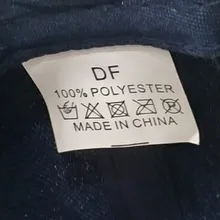 DF
100% POLYESTER
MADE IN CHINA